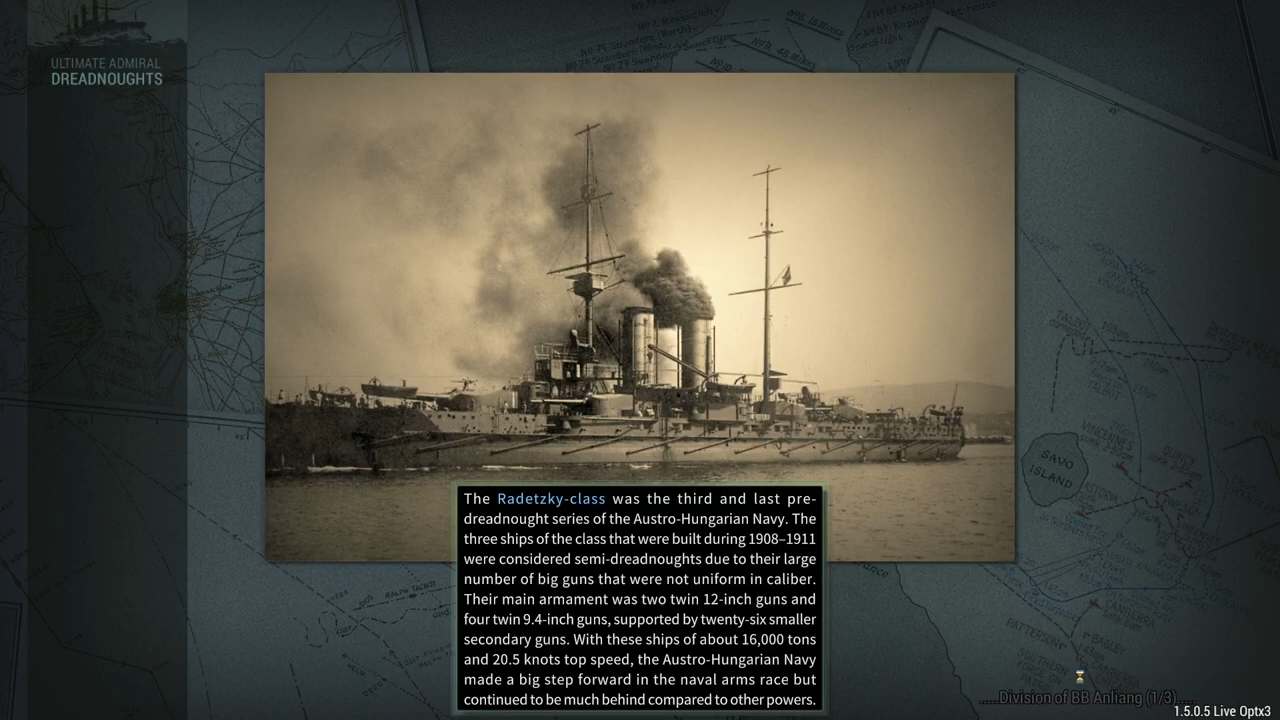 ULTIMATE ADMIRAL
DREADNOUGHTS
SAVO
ISLAND
The Radetzky-class was the third and last pre-
dreadnought series of the Austro-Hungarian Navy. The
three ships of the class that were built during 1908–1911
were considered semi-dreadnoughts due to their large
number of big guns that were not uniform in caliber.
Their main armament was two twin 12-inch guns and
four twin 9.4-inch guns, supported by twenty-six smaller
secondary guns. With these ships of about 16,000 tons
and 20.5 knots top speed, the Austro-Hungarian Navy
made a big step forward in the naval arms race but
continued to be much behind compared to other powers.
PATTERSON
BAGLEY
....Division of BB Anhang (1/3)....
1.5.0.5 Live Optx3